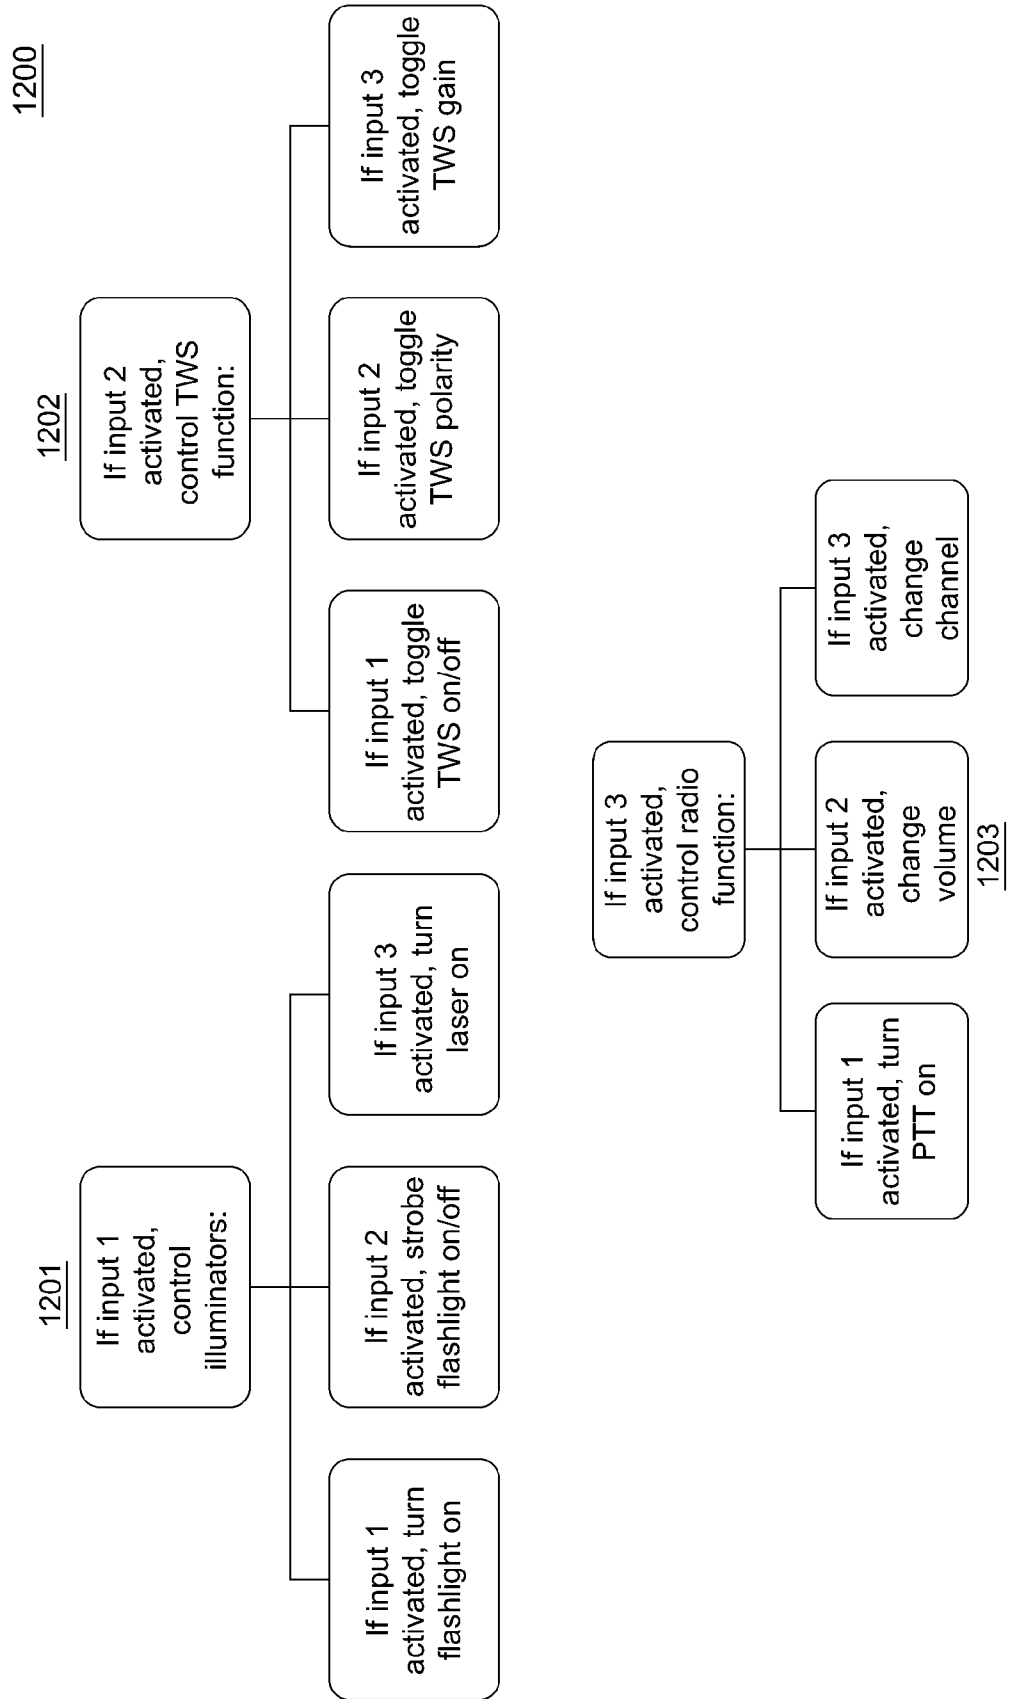 1200
1201
If input 1
activated,
control
illuminators:
If input 1
activated, turn
flashlight on
If input 2
activated, strobe
flashlight on/off
If input 3
activated, turn
laser on
1202
If input 2
activated,
control TWS
function:
If input 1
activated, toggle
TWS on/off
If input 2
activated, toggle
TWS polarity
If input 3
activated, toggle
TWS gain
If input 3
activated,
control radio
function:
If input 1
activated, turn
PTT on
If input 2
activated,
change
volume
If input 3
activated,
change
channel
1203